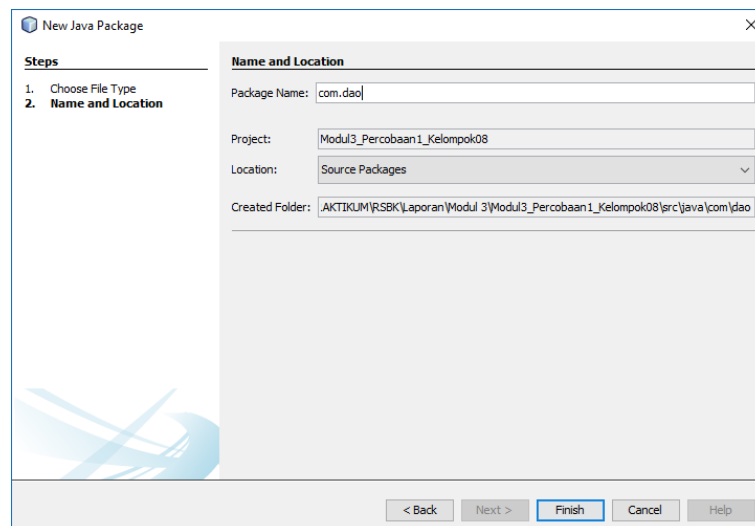 New Java Package
Steps
1. Choose File Type
2. Name and Location
Name and Location
Package Name: com.dao
Project: Modul3_Percobaan1_Kelompok08
Location: Source Packages
Created Folder: .AKTIKUM\RSBK\Laporan\Modul 3\Modul3_Percobaan1_Kelompok08\src\java\com\dao
< Back Next > Finish Cancel Help